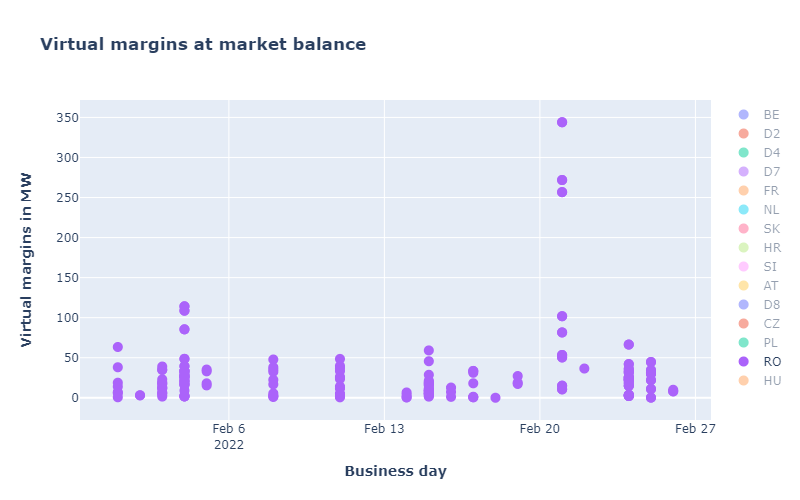 Virtual margins at market balance
Virtual margins in MW
350
300
250
200
150
100
50
0
Feb 6
2022
Feb 13
Feb 20
Feb 27
Business day
BE
D2
D4
D7
FR
NL
SK
HR
SI
AT
D8
CZ
PL
RO
HU